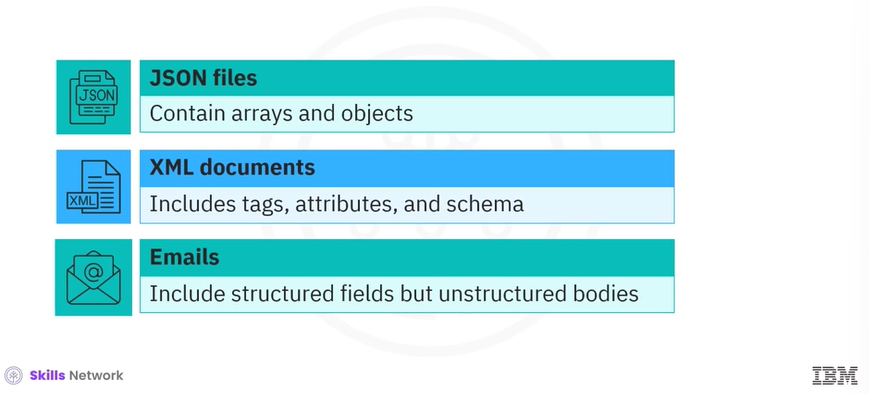 JSON files
JSON
Contain arrays and objects
XML documents
XML
Includes tags, attributes, and schema
Emails
@
Include structured fields but unstructured bodies
Skills Network
IBM